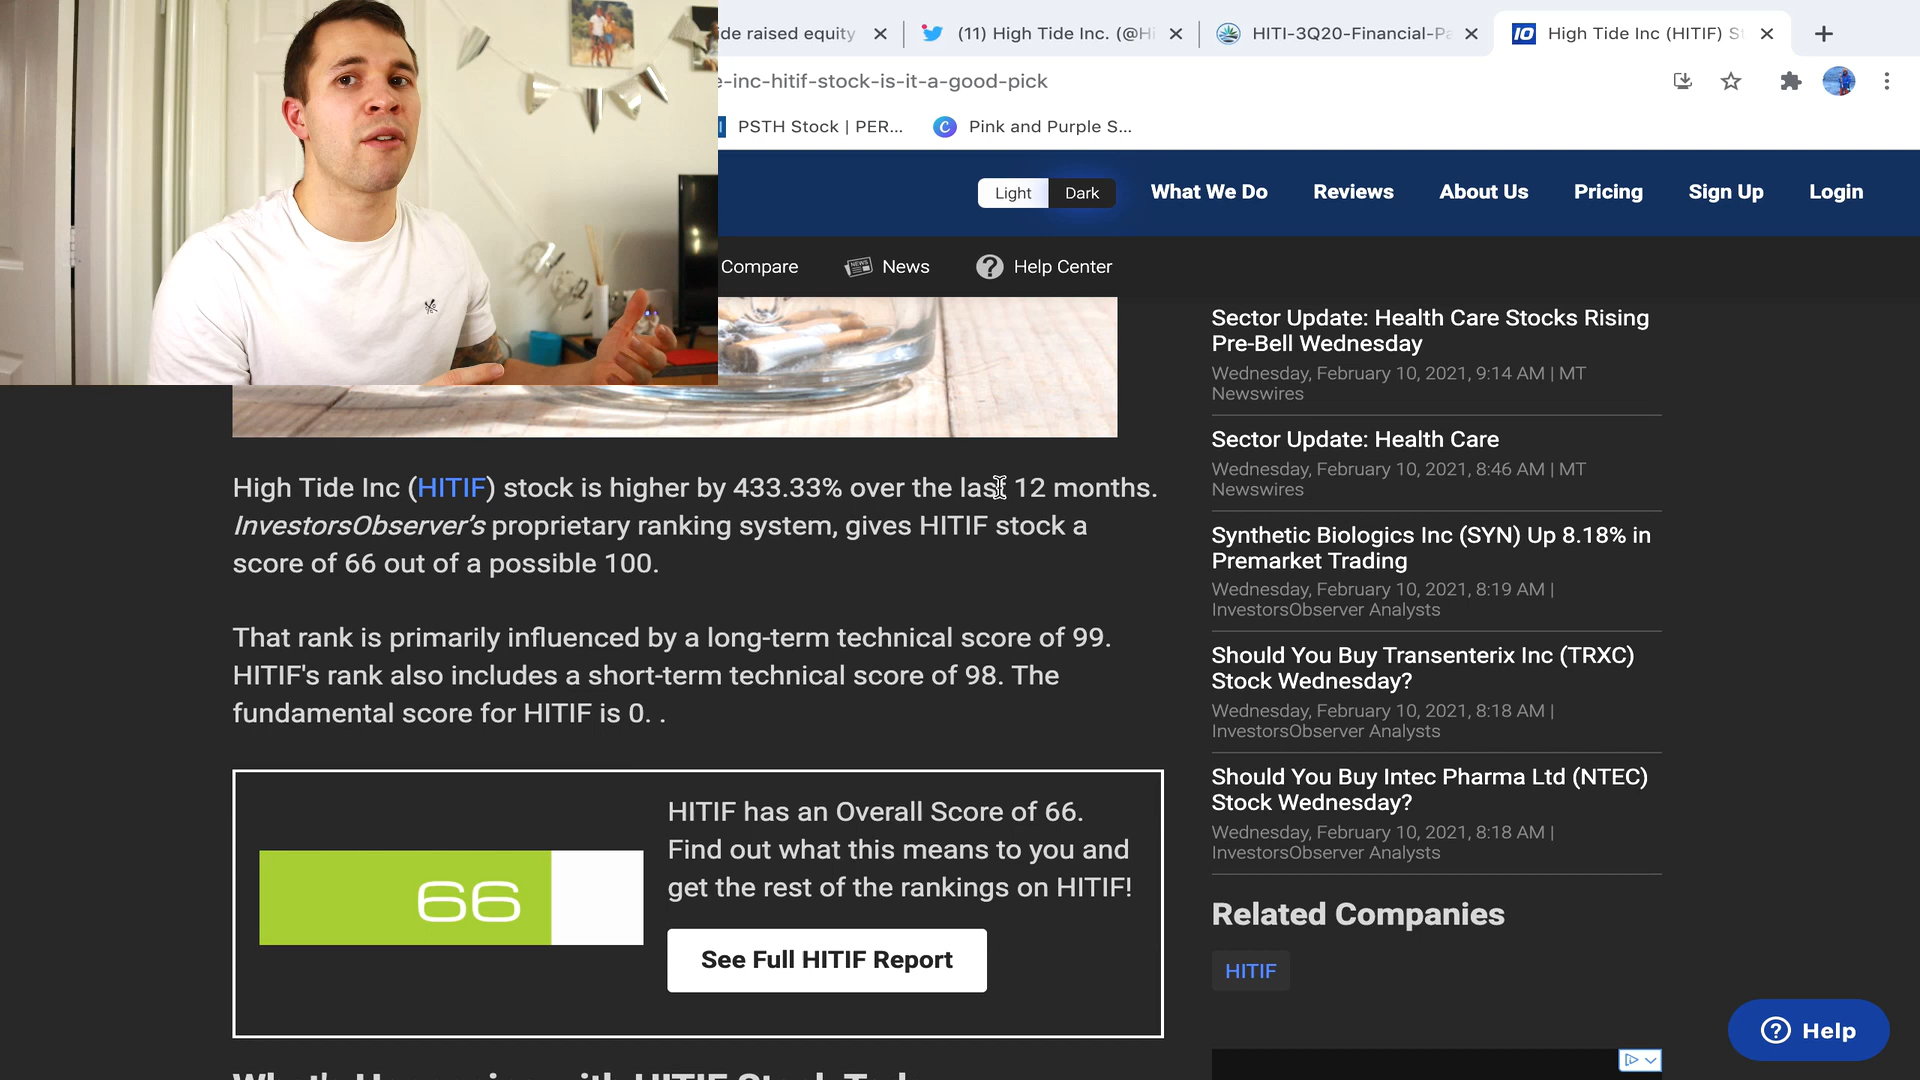 ide raised equity
(11) High Tide Inc. (@Hi
HITI-3Q20-Financial-Pa
High Tide Inc (HITIF) S
e-inc-hitif-stock-is-it-a-good-pick
PSTH Stock | PER...
Pink and Purple S...
Light
Dark
What We Do
Reviews
About Us
Pricing
Sign Up
Login
Compare
News
Help Center
High Tide Inc (HITIF) stock is higher by 433.33% over the last 12 months.
InvestorsObserver's proprietary ranking system, gives HITIF stock a
score of 66 out of a possible 100.
That rank is primarily influenced by a long-term technical score of 99.
HITIF's rank also includes a short-term technical score of 98. The
fundamental score for HITIF is 0. .
66
HITIF has an Overall Score of 66.
Find out what this means to you and
get the rest of the rankings on HITIF!
See Full HITIF Report
Sector Update: Health Care Stocks Rising
Pre-Bell Wednesday
Wednesday, February 10, 2021, 9:14 AM | MT
Newswires
Sector Update: Health Care
Wednesday, February 10, 2021, 8:46 AM | MT
Newswires
Synthetic Biologics Inc (SYN) Up 8.18% in
Premarket Trading
Wednesday, February 10, 2021, 8:19 AM |
InvestorsObserver Analysts
Should You Buy Transenterix Inc (TRXC)
Stock Wednesday?
Wednesday, February 10, 2021, 8:18 AM |
InvestorsObserver Analysts
Should You Buy Intec Pharma Ltd (NTEC)
Stock Wednesday?
Wednesday, February 10, 2021, 8:18 AM |
InvestorsObserver Analysts
Related Companies
HITIF
Help